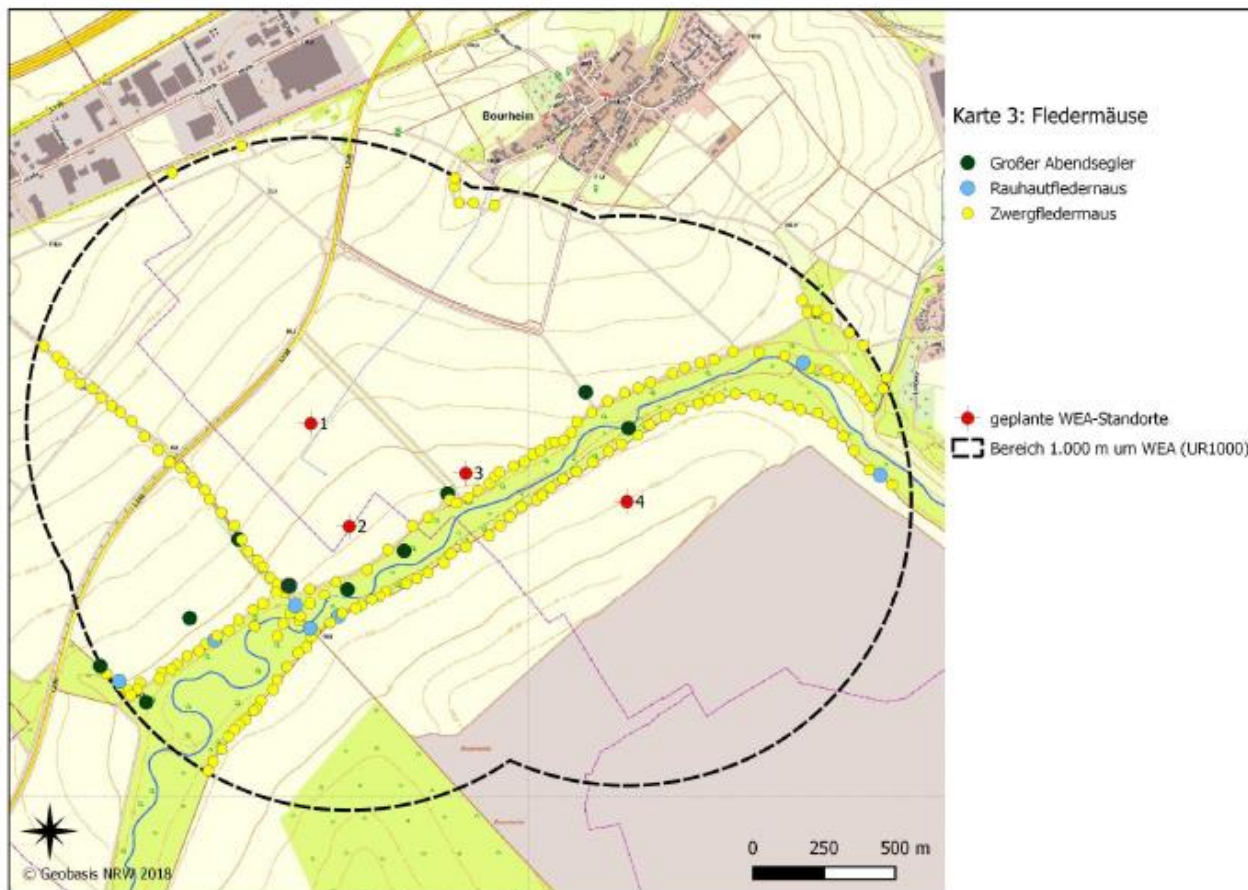 Bourheim
Karte 3: Fledermäuse
Großer Abendsegler
Rauhautfledernaus
Zwergfledermaus
1
geplante WEA-Standorte
Bereich 1.000 m um WEA (UR1000)
3
4
2
0 250 500 m
© Geobasis NRW 2018